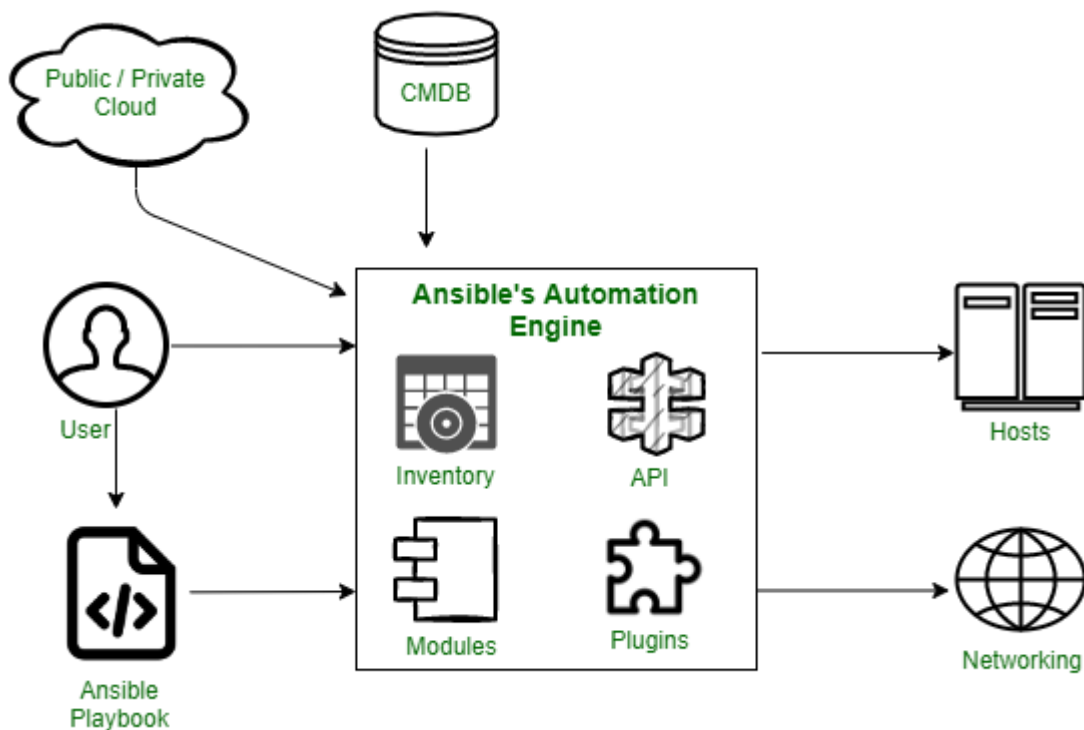 Public / Private
Cloud
CMDB
Ansible's Automation
Engine
User
Inventory
API
Hosts
Modules
Plugins
Networking
Ansible
Playbook